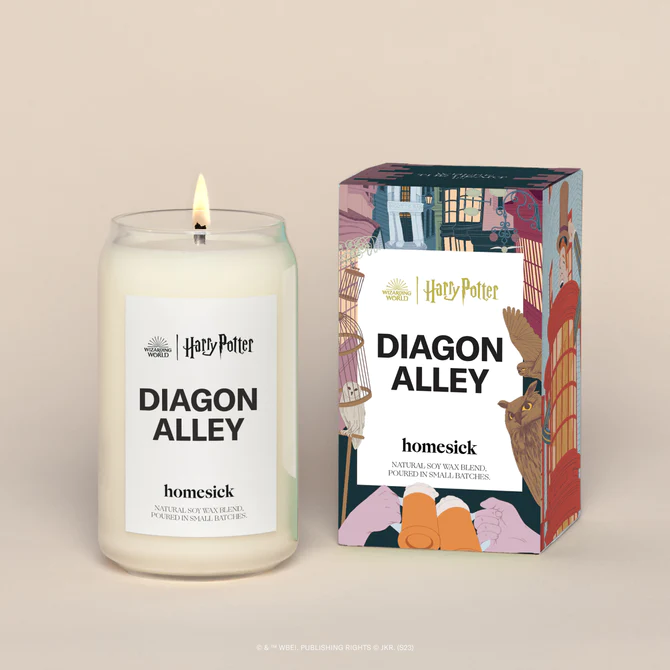 WIZARDING
WORLD
Harry Potter
DIAGON
ALLEY
homesick
NATURAL SOY WAX BLEND,
POURED IN SMALL BATCHES.
WIZARDING
WORLD
Harry Potter
DIAGON
ALLEY
homesick
NATURAL SOY WAX BLEND,
POURED IN SMALL BATCHES.
© & ™ WBEI. PUBLISHING RIGHTS © JKR. (S23)